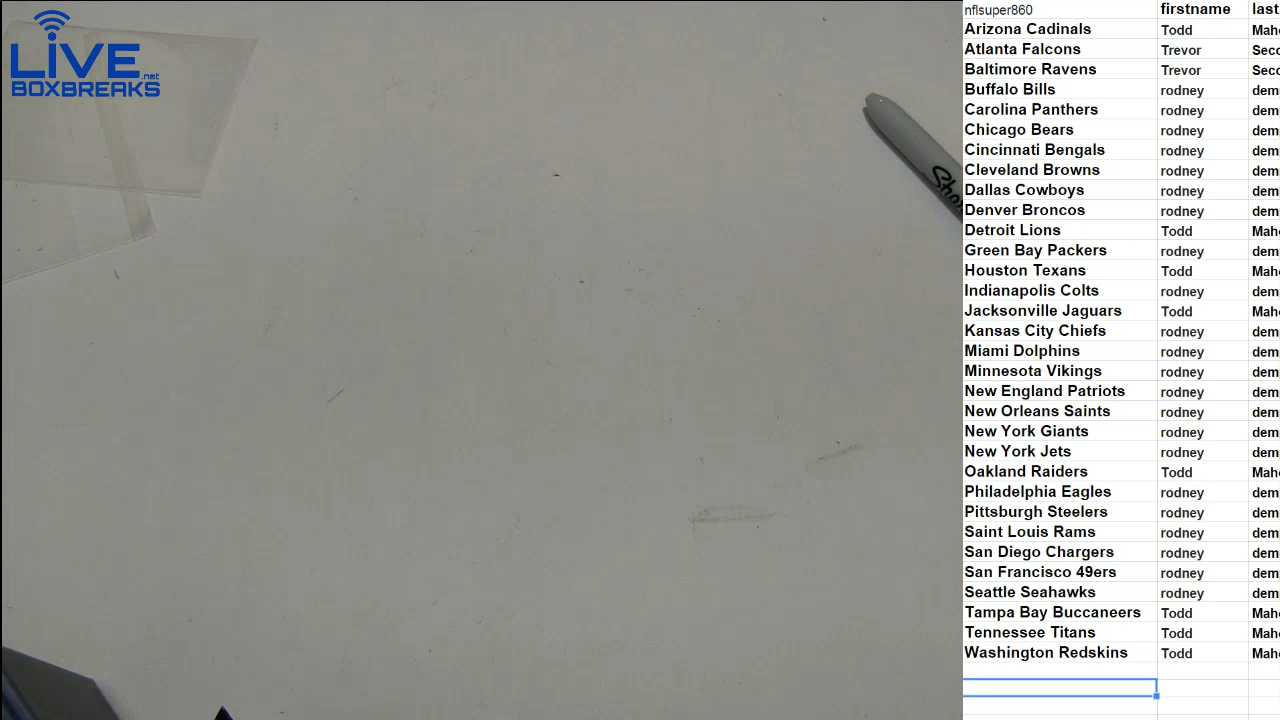 LIVE
.net
BOXBREAKS
nflsuper860 firstname last
Arizona Cadinals Todd
Atlanta Falcons Trevor
Baltimore Ravens Trevor
Buffalo Bills rodney
Carolina Panthers rodney
Chicago Bears rodney
Cincinnati Bengals rodney
Cleveland Browns rodney
Dallas Cowboys rodney
Denver Broncos rodney
Detroit Lions Todd
Green Bay Packers rodney
Houston Texans Todd
Indianapolis Colts rodney
Jacksonville Jaguars Todd
Kansas City Chiefs rodney
Miami Dolphins rodney
Minnesota Vikings rodney
New England Patriots rodney
New Orleans Saints rodney
New York Giants rodney
New York Jets rodney
Oakland Raiders Todd
Philadelphia Eagles rodney
Pittsburgh Steelers rodney
Saint Louis Rams rodney
San Diego Chargers rodney
San Francisco 49ers rodney
Seattle Seahawks rodney
Tampa Bay Buccaneers Todd
Tennessee Titans Todd
Washington Redskins Todd